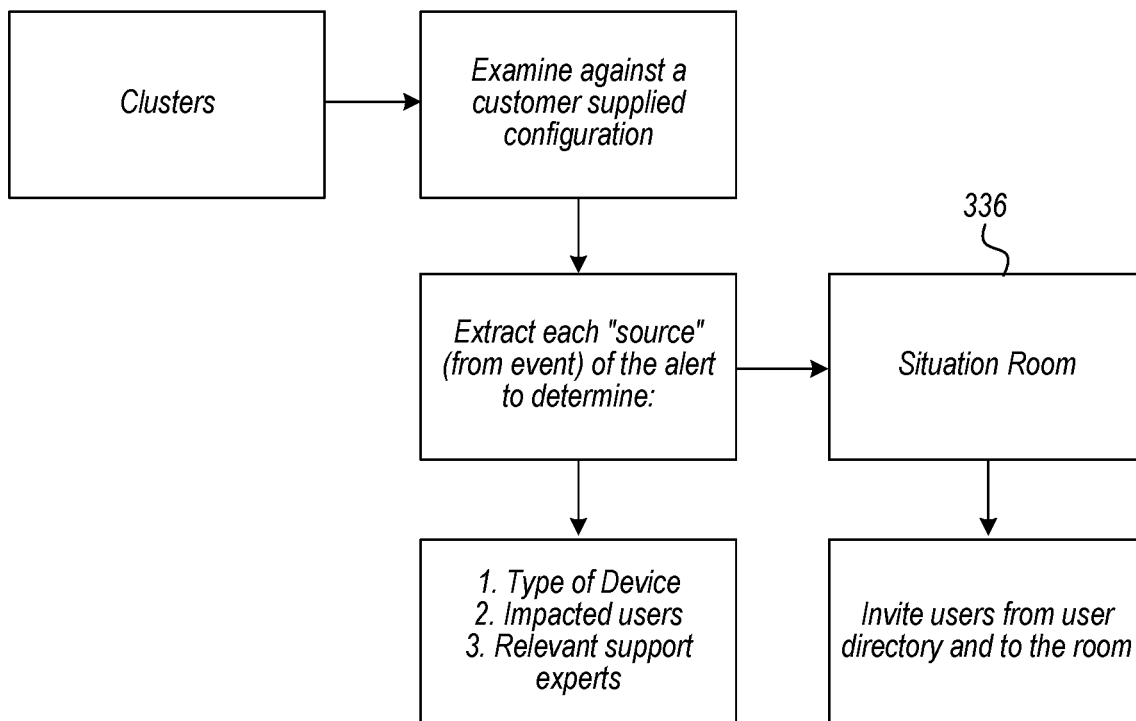 Clusters
Examine against a
customer supplied
configuration
336
Extract each "source"
(from event) of the alert
to determine:
Situation Room
1. Type of Device
2. Impacted users
3. Relevant support
experts
Invite users from user
directory and to the room